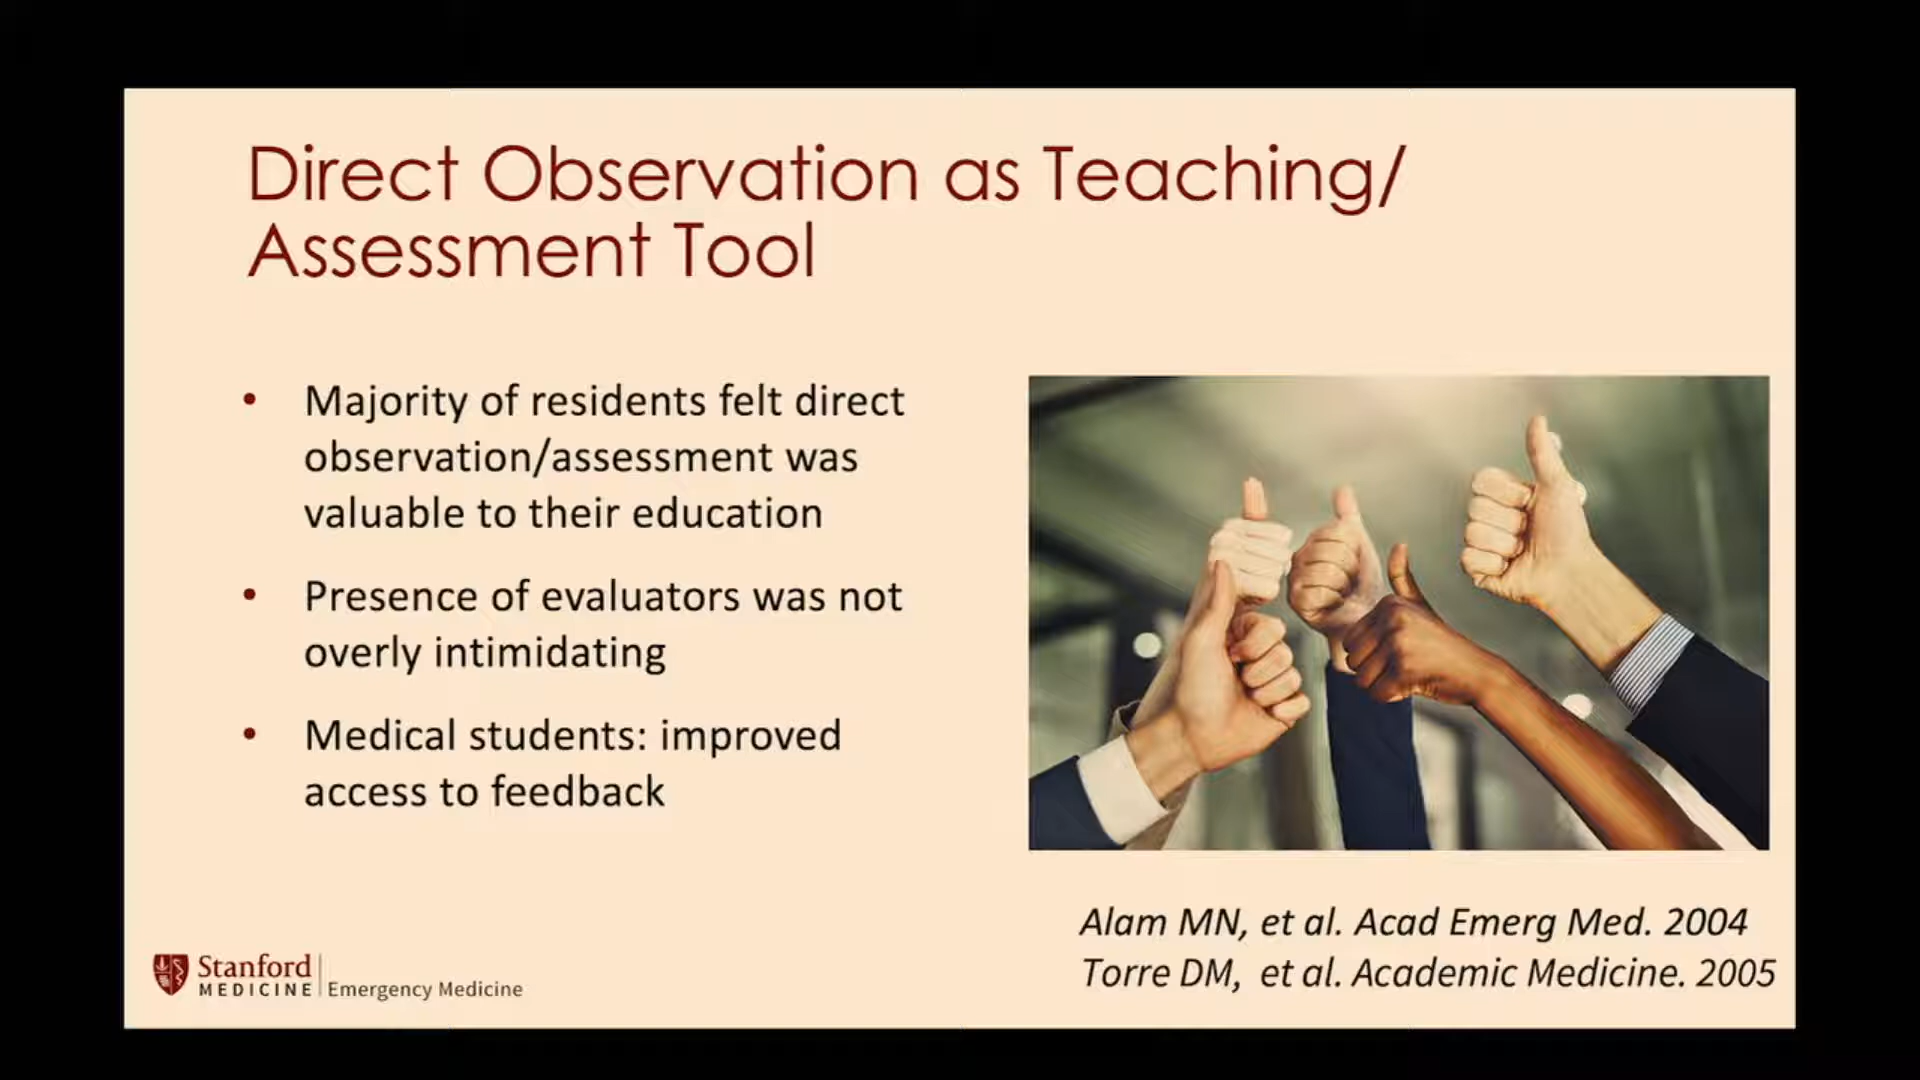 Direct Observation as Teaching/
Assessment Tool
• Majority of residents felt direct
observation/assessment was
valuable to their education
• Presence of evaluators was not
overly intimidating
• Medical students: improved
access to feedback
Alam MN, et al. Acad Emerg Med. 2004
Torre DM, et al. Academic Medicine. 2005
Stanford
MEDICINE | Emergency Medicine